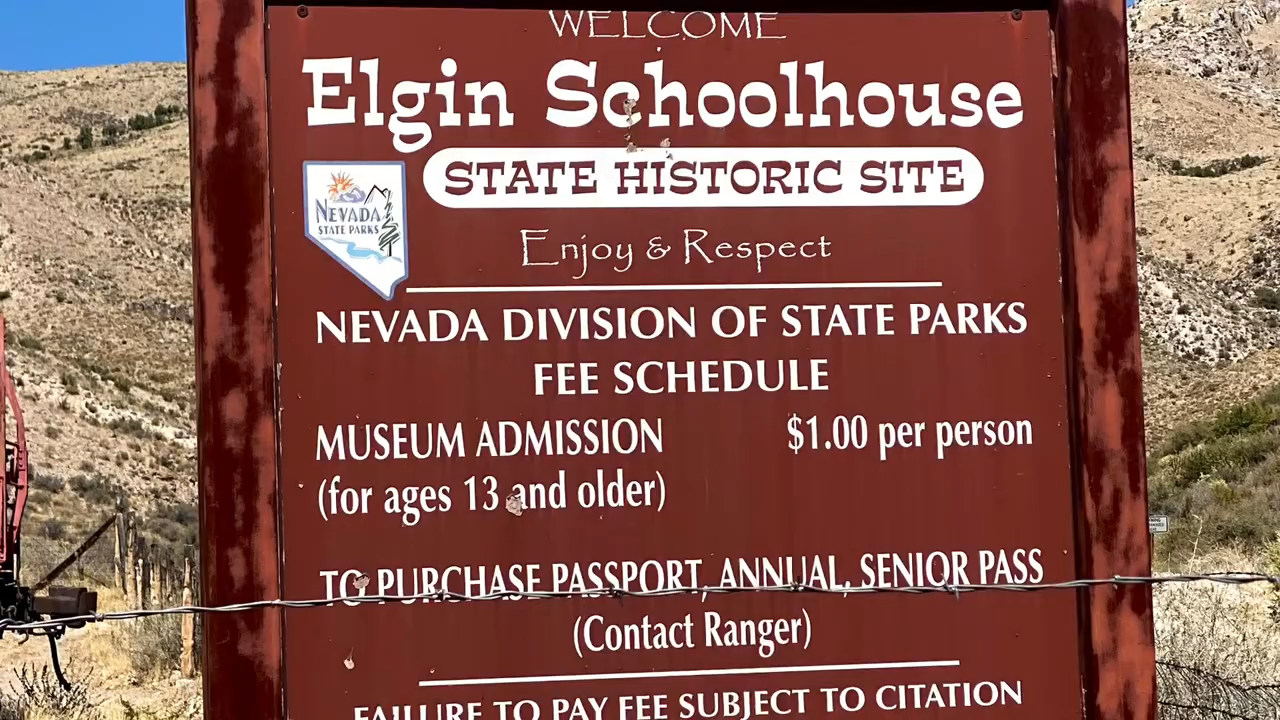 WELCOME
Elgin Schoolhouse
STATE HISTORIC SITE
NEVADA
STATE PARKS
Enjoy & Respect
NEVADA DIVISION OF STATE PARKS
FEE SCHEDULE
MUSEUM ADMISSION $1.00 per person
(for ages 13 and older)
TO PURCHASE PASSPORT, ANNUAL, SENIOR PASS
(Contact Ranger)
FAILURE TO PAY FEE SUBJECT TO CITATION